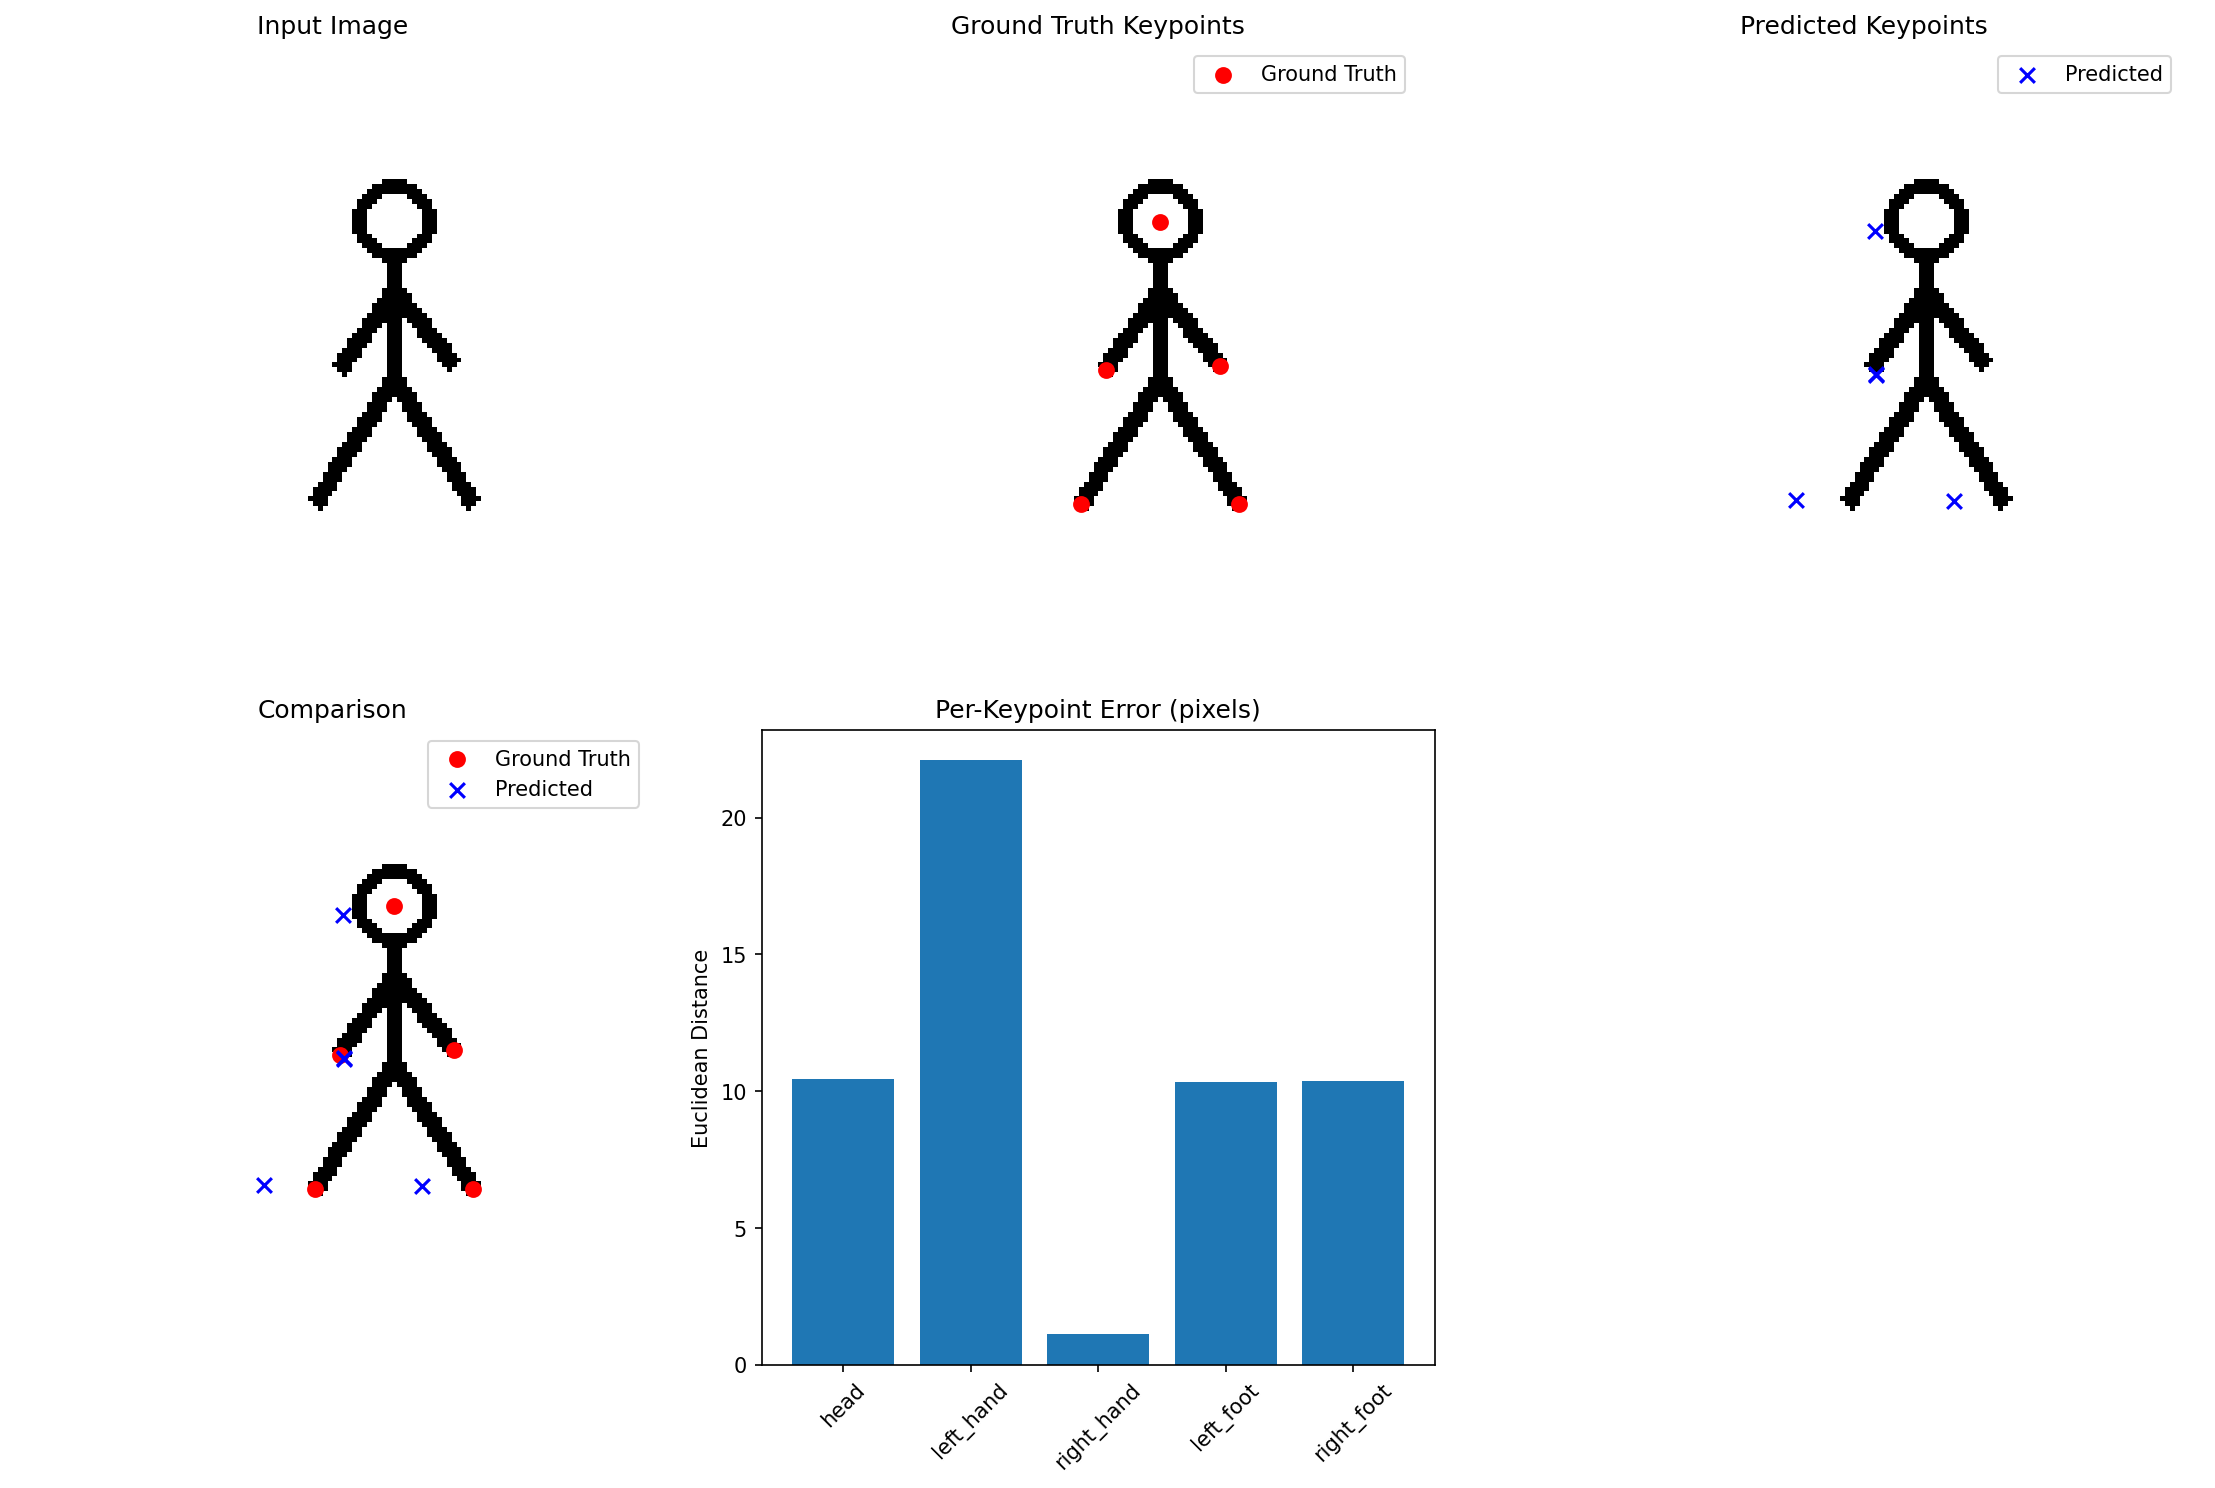 Input Image
Ground Truth Keypoints
Predicted Keypoints
Ground Truth
Predicted
Comparison
Ground Truth
Predicted
Per-Keypoint Error (pixels)
Euclidean Distance
20
15
10
5
0
head
left_hand
right_hand
left_foot
right_foot